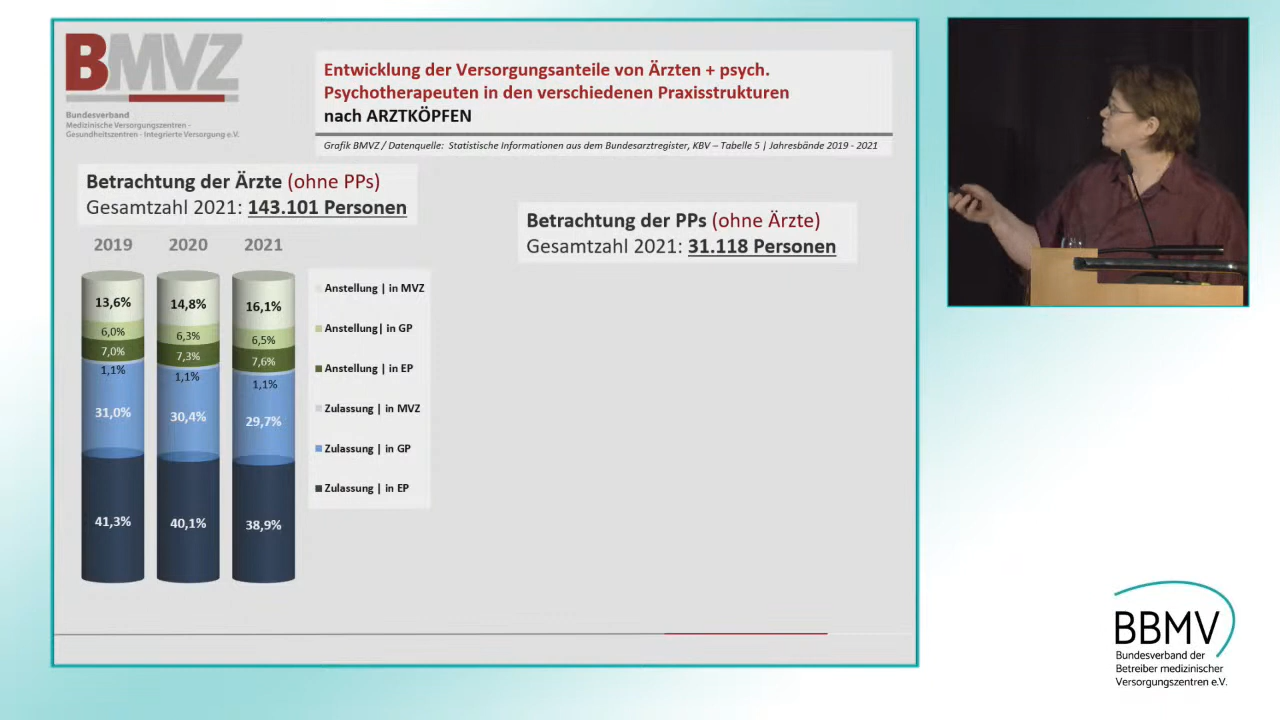 BMVZ
Bundesverband
Medizinische Versorgungszentren -
Gesundheitszentren - Integrierte Versorgung e.V.
Entwicklung der Versorgungsanteile von Ärzten + psych.
Psychotherapeuten in den verschiedenen Praxisstrukturen
nach ARZTKÖPFEN
Grafik BMVZ / Datenquelle: Statistische Informationen aus dem Bundesarztregister, KBV – Tabelle 5 | Jahresbände 2019 - 2021
Betrachtung der Ärzte (ohne PPs)
Gesamtzahl 2021: 143.101 Personen
Betrachtung der PPs (ohne Ärzte)
Gesamtzahl 2021: 31.118 Personen
2019 2020 2021
13,6% 14,8% 16,1%
6,0% 6,3% 6,5%
7,0% 7,3% 7,6%
1,1% 1,1% 1,1%
31,0% 30,4% 29,7%
41,3% 40,1% 38,9%
Anstellung | in MVZ
Anstellung| in GP
Anstellung | in EP
Zulassung | in MVZ
Zulassung | in GP
Zulassung | in EP
BBMV
Bundesverband der
Betreiber medizinischer
Versorgungszentren e.V.